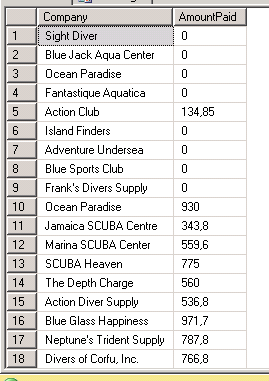 Company AmountPaid
1 Sight Diver 0
2 Blue Jack Aqua Center 0
3 Ocean Paradise 0
4 Fantastique Aquatica 0
5 Action Club 134,85
6 Island Finders 0
7 Adventure Undersea 0
8 Blue Sports Club 0
9 Frank's Divers Supply 0
10 Ocean Paradise 930
11 Jamaica SCUBA Centre 343,8
12 Marina SCUBA Center 559,6
13 SCUBA Heaven 775
14 The Depth Charge 560
15 Action Diver Supply 536,8
16 Blue Glass Happiness 971,7
17 Neptune's Trident Supply 787,8
18 Divers of Corfu, Inc. 766,8